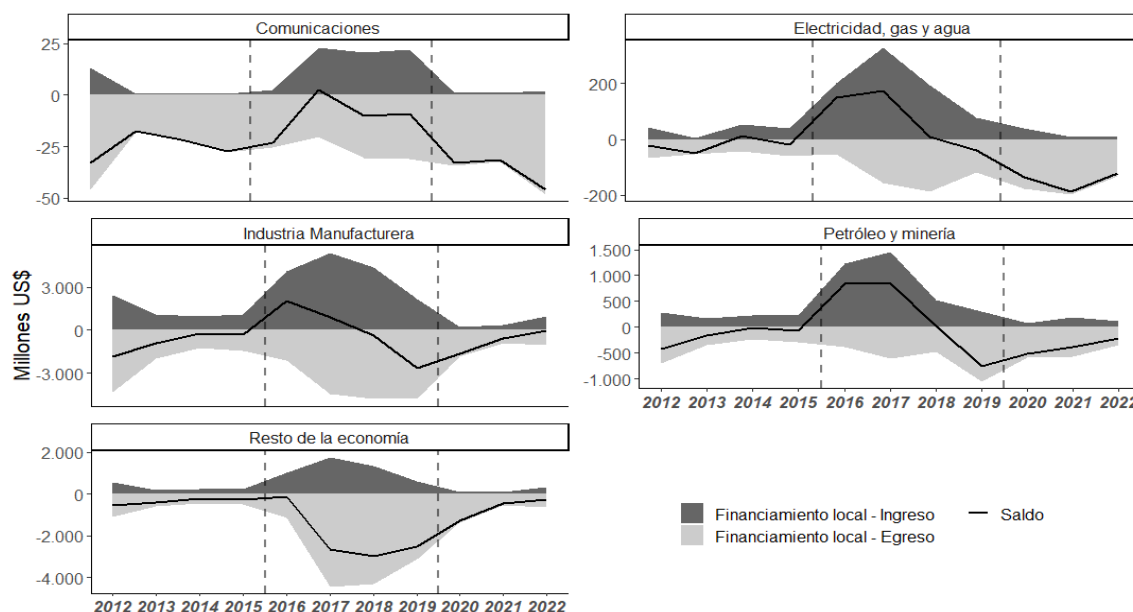 Comunicaciones
25
0
-25
-50
Electricidad, gas y agua
200
0
-200
Millones US$
Industria Manufacturera
3.000
0
-3.000
Petróleo y minería
1.500
1.000
500
0
-500
-1.000
2012 2013 2014 2015 2016 2017 2018 2019 2020 2021 2022
Resto de la economía
2.000
0
-2.000
-4.000
2012 2013 2014 2015 2016 2017 2018 2019 2020 2021 2022
Financiamiento local - Ingreso
Financiamiento local - Egreso
Saldo